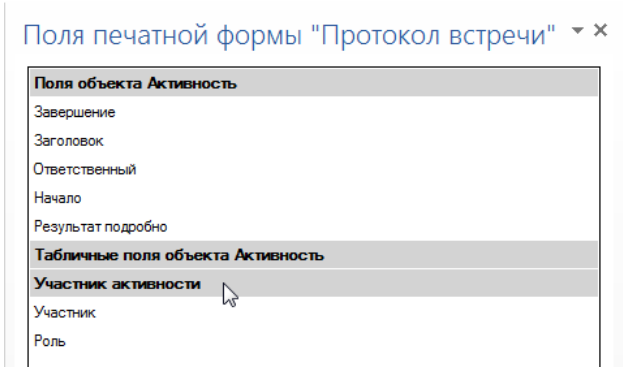 Поля печатной формы "Протокол встречи"
Поля объекта Активность
Завершение
Заголовок
Ответственный
Начало
Результат подробно
Табличные поля объекта Активность
Участник активности
Участник
Роль